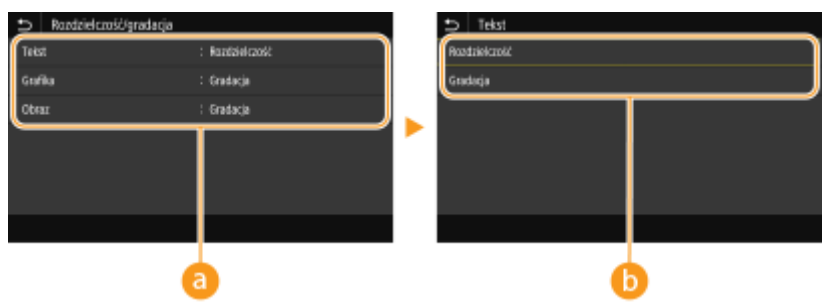 Rozdzielczość/gradacja
Tekst : Rozdzielczość
Grafika : Gradacja
Obraz : Gradacja
a
Tekst
Rozdzielczość
Gradacja
b